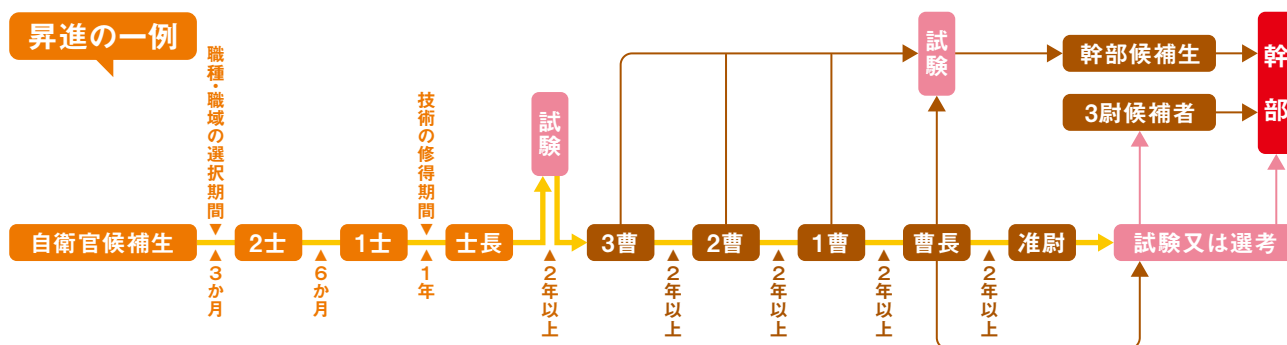 昇進の一例
職種・職域の選択期間
技術の修得期間
試験
試験
幹部候補生
3尉候補者
幹部
自衛官候補生
2士
1士
士長
3曹
2曹
1曹
曹長
准尉
試験又は選考
3か月
6か月
1年
2年以上
2年以上
2年以上
2年以上
2年以上